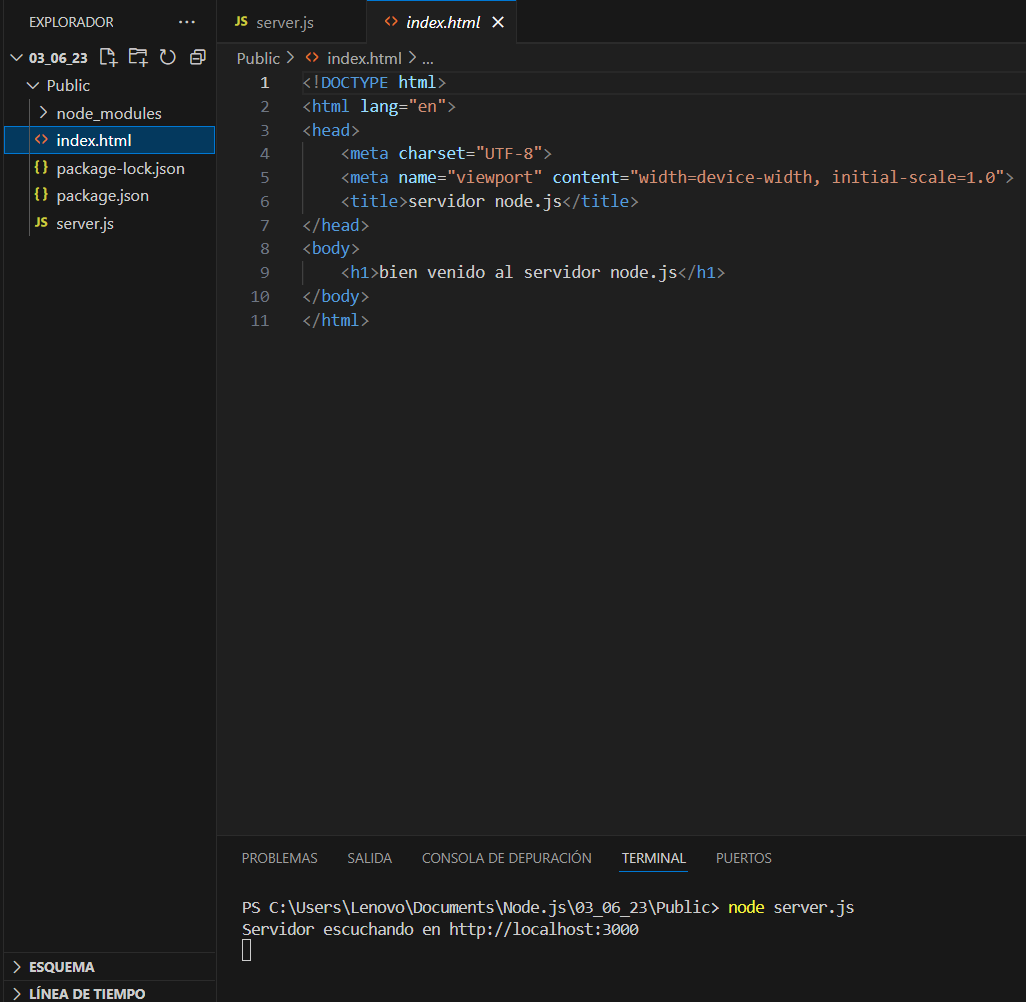 EXPLORADOR ...
03_06_23
Public
node_modules
<> index.html
{} package-lock.json
{} package.json
JS server.js
ESQUEMA
LÍNEA DE TIEMPO
JS server.js
<> index.html
Public > <> index.html > ...
1 <!DOCTYPE html>
2 <html lang="en">
3 <head>
4     <meta charset="UTF-8">
5     <meta name="viewport" content="width=device-width, initial-scale=1.0">
6     <title>servidor node.js</title>
7 </head>
8 <body>
9     <h1>bien venido al servidor node.js</h1>
10 </body>
11 </html>
PROBLEMAS SALIDA CONSOLA DE DEPURACIÓN TERMINAL PUERTOS
PS C:\Users\Lenovo\Documents\Node.js\03_06_23\Public> node server.js
Servidor escuchando en http://localhost:3000